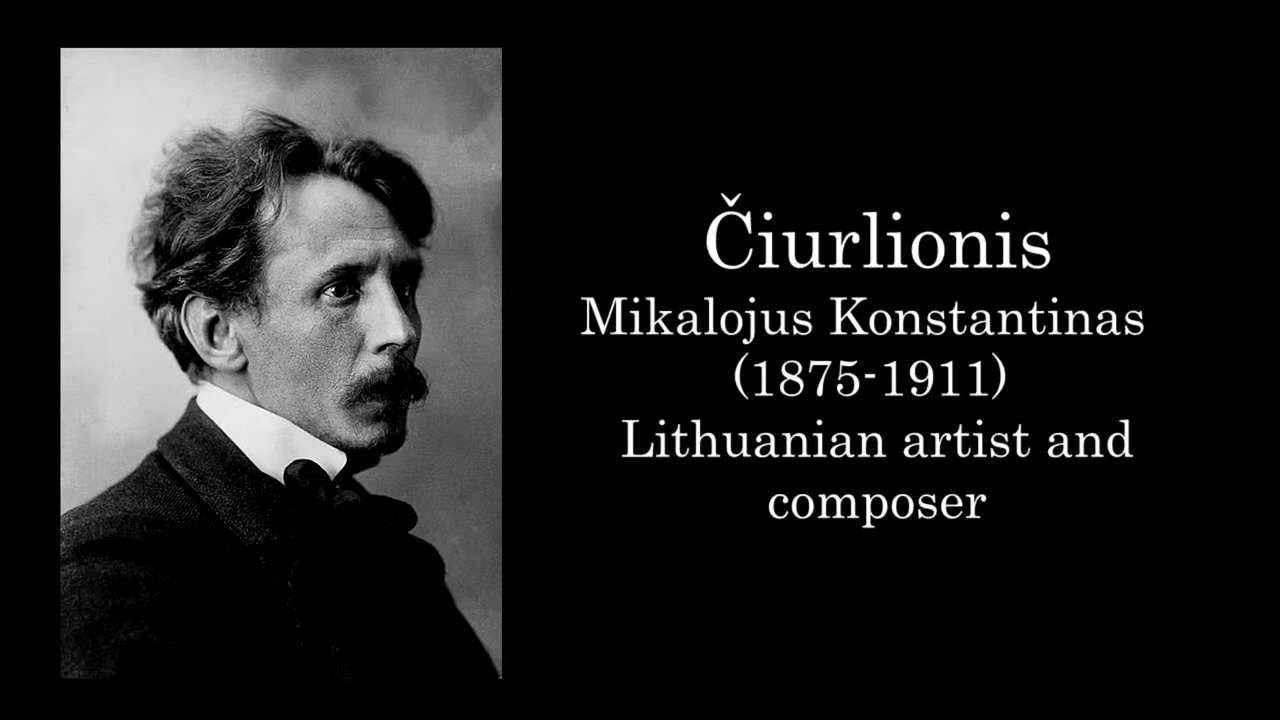 Čiurlionis
Mikalojus Konstantinas
(1875-1911)
Lithuanian artist and
composer